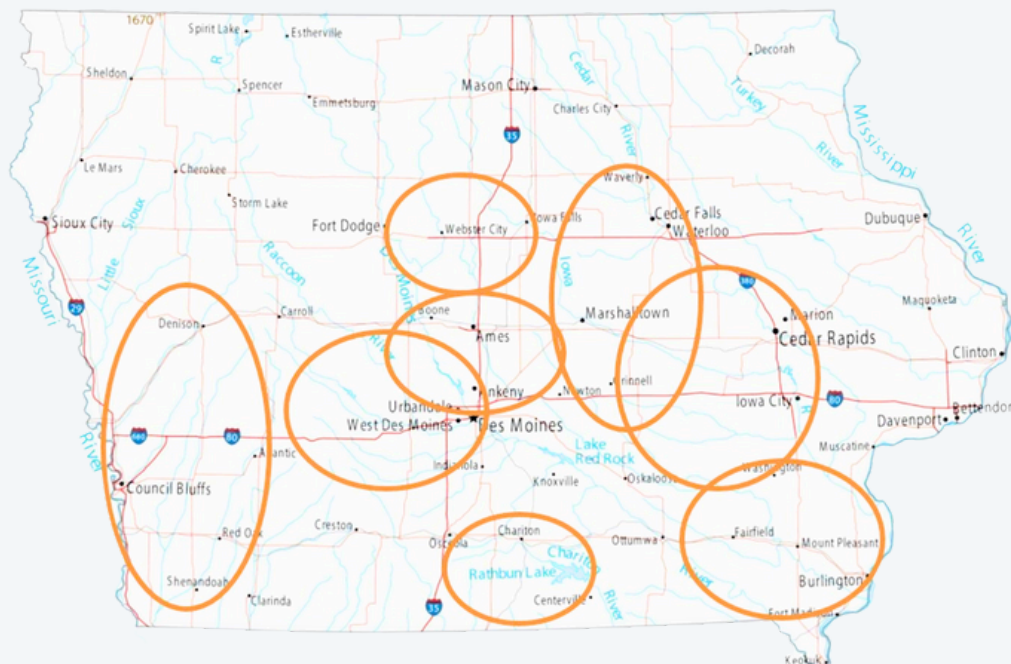 1670
Spirit Lake
Estherville
Decorah
Sheldon
Spencer
Emmetsburg
Mason City
Cedar
River
Charles City
Turkey
River
Mississippi
River
35
Le Mars
Cherokee
Storm Lake
Waverly
Sioux City
Little
Sioux
Fort Dodge
Webster City
Iowa Falls
Cedar Falls
Waterloo
Dubuque
Missouri
River
29
Raccoon
River
Des Moines
Iowa
380
Maquoketa
Denison
Carroll
Boone
Ames
Marshalltown
Marion
Cedar Rapids
Clinton
Ankeny
Newton
Grinnell
Urbandale
West Des Moines
Des Moines
Iowa City
R
80
Davenport
Bettendorf
680
80
Atlantic
Indianola
Lake
Red Rock
Knoxville
Oskaloosa
Washington
Muscatine
Council Bluffs
Red Oak
Creston
Osceola
Chariton
Ottumwa
Fairfield
Mount Pleasant
Chariton
River
Rathbun Lake
Centerville
River
Burlington
Shenandoah
Clarinda
35
Fort Madison
Keokuk
R